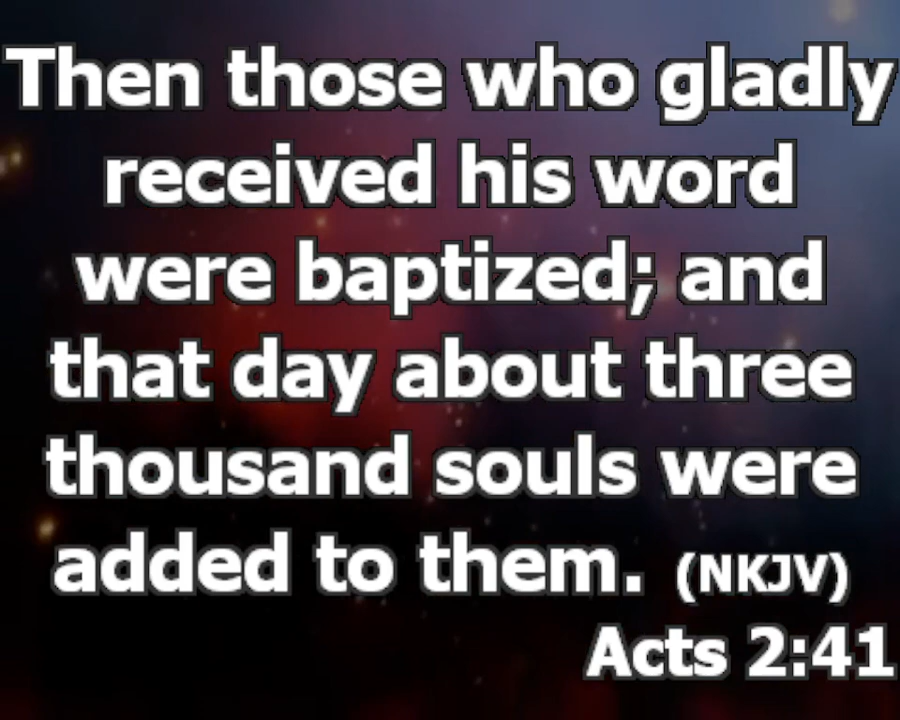 Then those who gladly
received his word
were baptized; and
that day about three
thousand souls were
added to them. (NKJV)
Acts 2:41